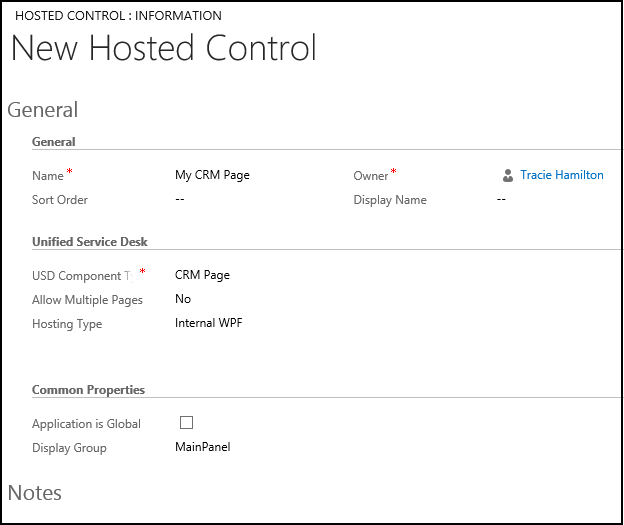 HOSTED CONTROL : INFORMATION
New Hosted Control
General
General
Name * My CRM Page Owner * Tracie Hamilton
Sort Order -- Display Name --
Unified Service Desk
USD Component T * CRM Page
Allow Multiple Pages No
Hosting Type Internal WPF
Common Properties
Application is Global
Display Group MainPanel
Notes